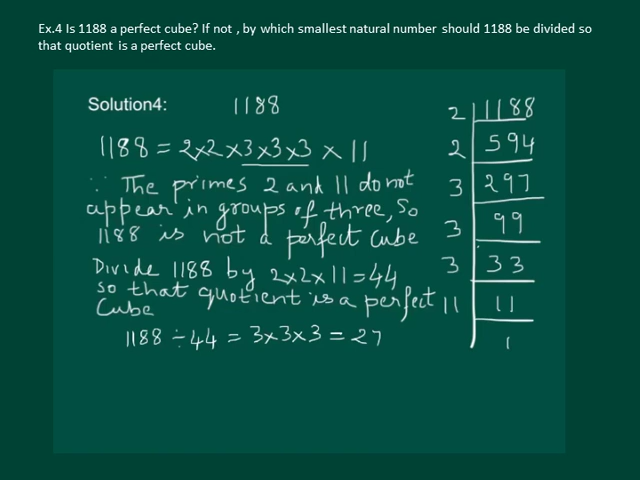 Ex.4 Is 1188 a perfect cube? If not , by which smallest natural number should 1188 be divided so
that quotient is a perfect cube.
Solution4: 1188
1188 = 2×2×3×3×3 × 11
∵ The primes 2 and 11 do not
appear in groups of three, So
1188 is not a perfect Cube
Divide 1188 by 2×2×11=44
so that quotient is a perfect
Cube
1188 ÷ 44 = 3×3×3 = 27
2 | 1188
2 | 594
3 | 297
3 | 99
3 | 33
11 | 11
| 1